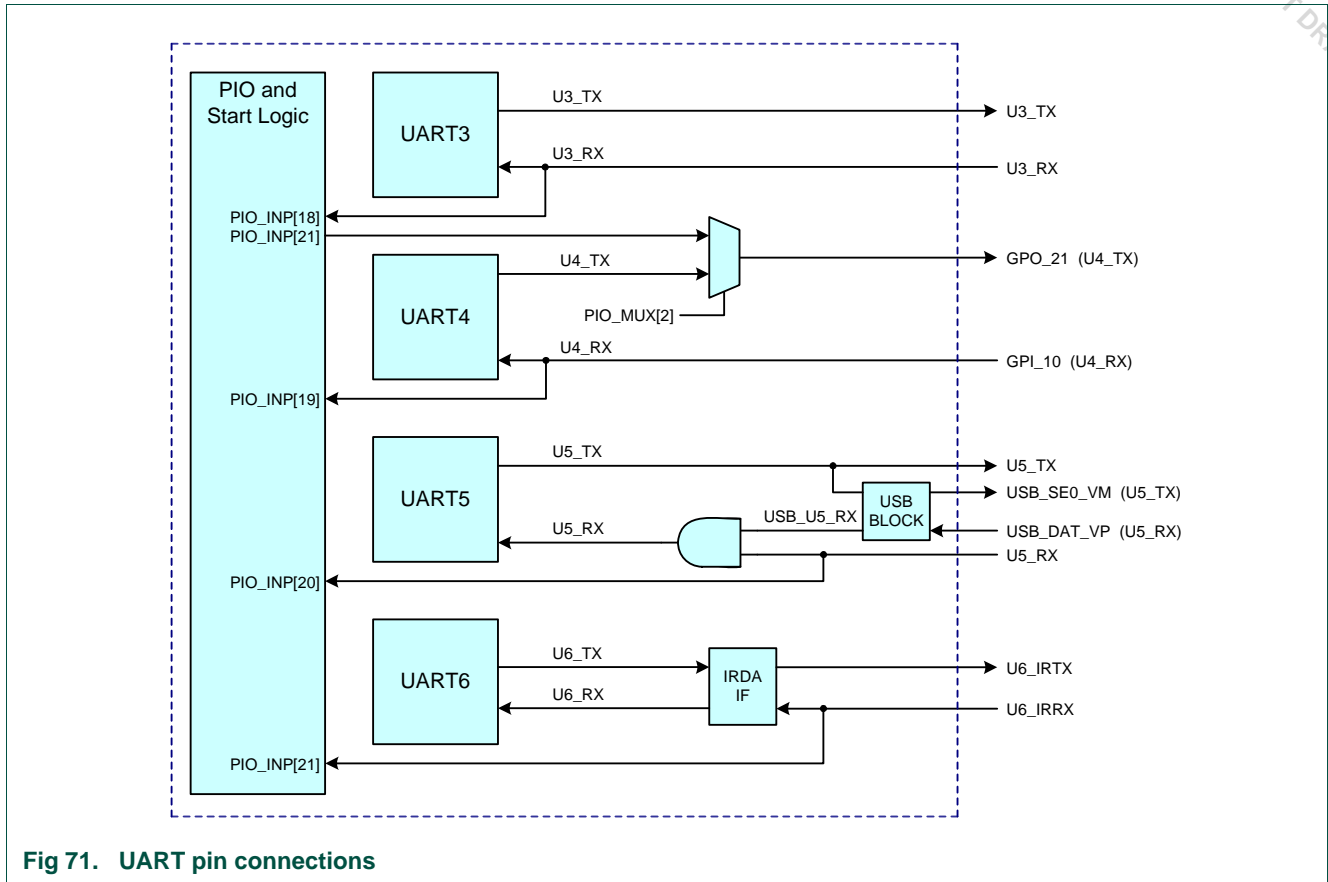 PIO and
Start Logic
UART3
U3_TX
U3_TX
U3_RX
U3_RX
PIO_INP[18]
PIO_INP[21]
UART4
U4_TX
GPO_21 (U4_TX)
PIO_MUX[2]
U4_RX
GPI_10 (U4_RX)
PIO_INP[19]
UART5
U5_TX
U5_TX
USB
BLOCK
USB_SE0_VM (U5_TX)
USB_U5_RX
USB_DAT_VP (U5_RX)
U5_RX
U5_RX
PIO_INP[20]
UART6
U6_TX
IRDA
IF
U6_IRTX
U6_RX
U6_IRRX
PIO_INP[21]
Fig 71. UART pin connections